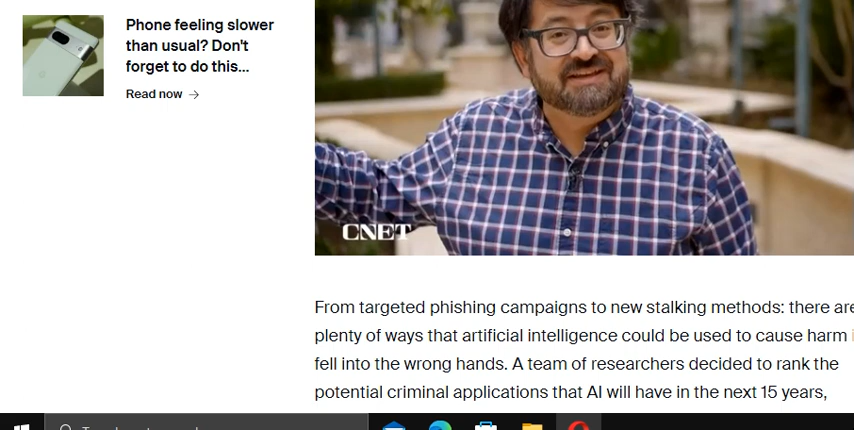 Phone feeling slower
than usual? Don't
forget to do this...
Read now →
CNET
From targeted phishing campaigns to new stalking methods: there are
plenty of ways that artificial intelligence could be used to cause harm
fell into the wrong hands. A team of researchers decided to rank the
potential criminal applications that AI will have in the next 15 years,